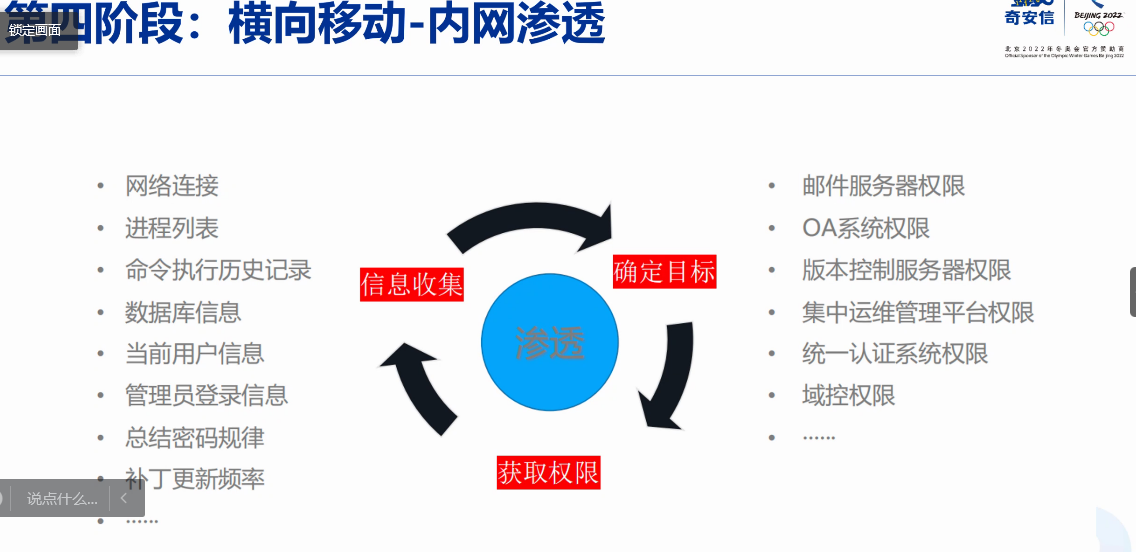 第四阶段：横向移动-内网渗透
锁定画面
奇安信
BEIJING 2022
北京2022年冬奥会官方赞助商
Official Sponsor of the Olympic Winter Games Beijing 2022
• 网络连接
• 进程列表
• 命令执行历史记录
• 数据库信息
• 当前用户信息
• 管理员登录信息
• 总结密码规律
• 补丁更新频率
• ······
信息收集
确定目标
渗透
获取权限
• 邮件服务器权限
• OA系统权限
• 版本控制服务器权限
• 集中运维管理平台权限
• 统一认证系统权限
• 域控权限
• ······
说点什么...